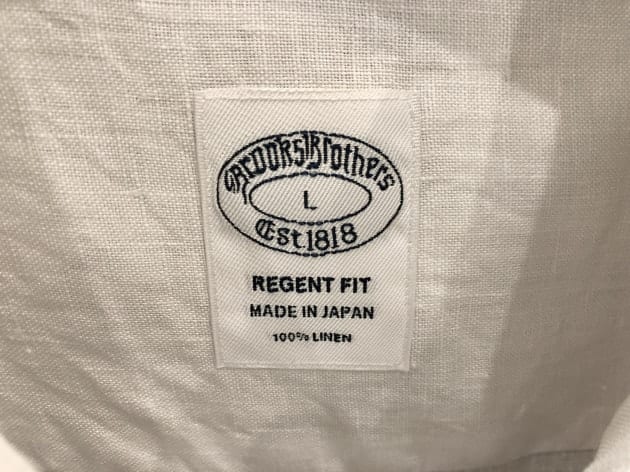 Brooks Brothers
L
Est.1818
REGENT FIT
MADE IN JAPAN
100% LINEN